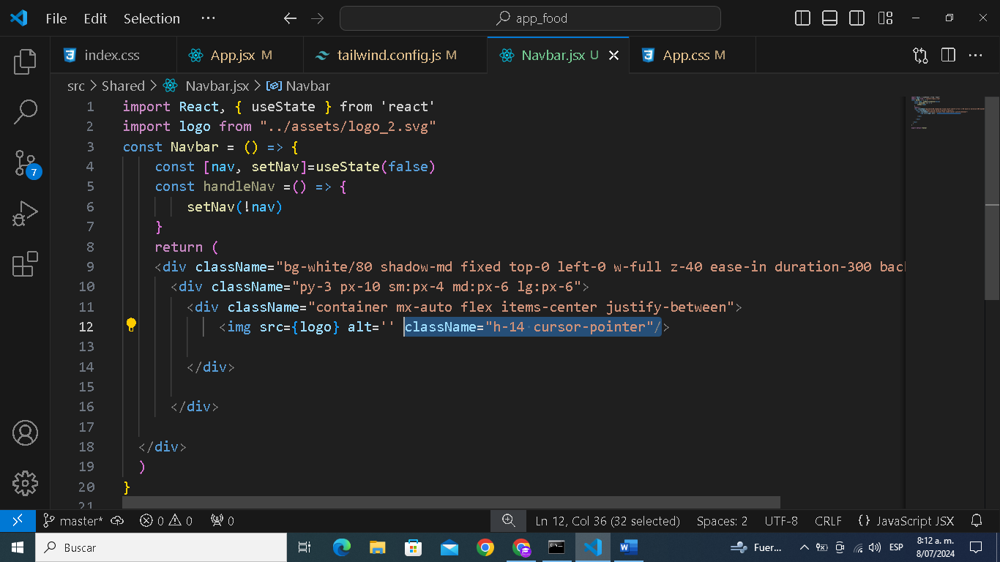 File Edit Selection ··· app_food
index.css App.jsx M tailwind.config.js M Navbar.jsx U App.css M ···
src > Shared > Navbar.jsx > Navbar
1 import React, { useState } from 'react'
2 import logo from "../assets/logo_2.svg"
3 const Navbar = () => {
4 const [nav, setNav]=useState(false)
5 const handleNav =() => {
6 setNav(!nav)
7 }
8 return (
9 <div className="bg-white/80 shadow-md fixed top-0 left-0 w-full z-40 ease-in duration-300 bac
10 <div className="py-3 px-10 sm:px-4 md:px-6 lg:px-6">
11 <div className="container mx-auto flex items-center justify-between">
12 <img src={logo} alt='' className="h-14 cursor-pointer"/>
13
14 </div>
15
16 </div>
17
18 </div>
19 )
20 }
21
master* 0 0 0 Ln 12, Col 36 (32 selected) Spaces: 2 UTF-8 CRLF {} JavaScript JSX
7
Buscar Fuer... ESP 8:12 a. m.
8/07/2024